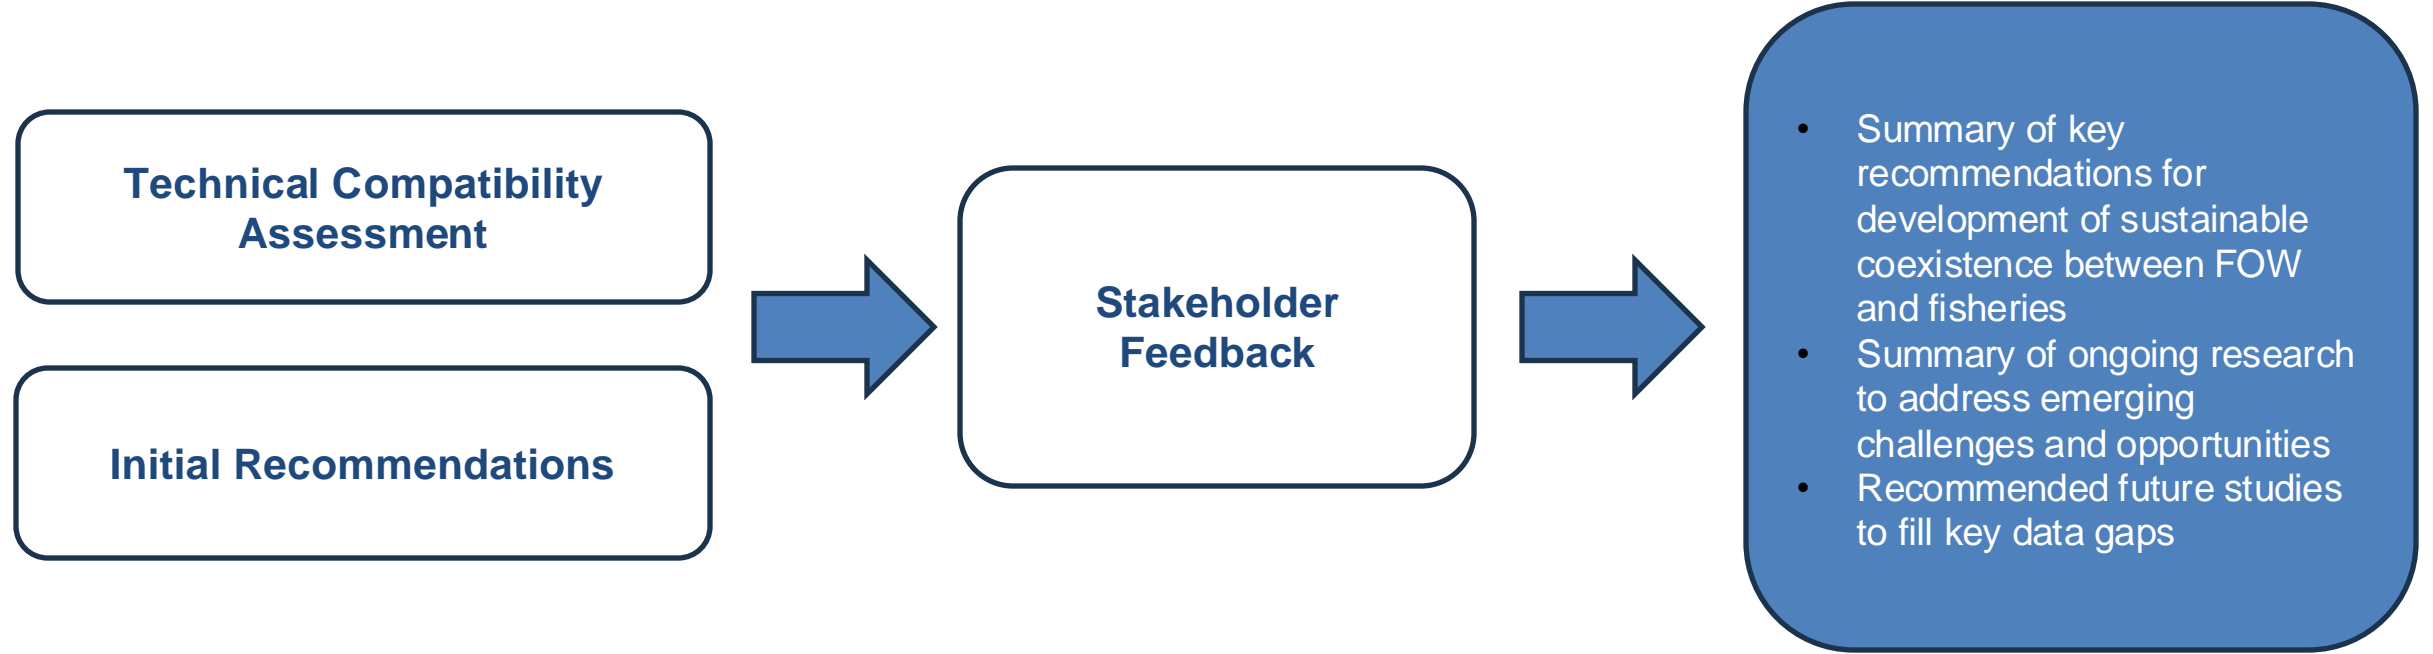 Technical Compatibility
Assessment
Initial Recommendations
Stakeholder
Feedback
• Summary of key
recommendations for
development of sustainable
coexistence between FOW
and fisheries
• Summary of ongoing research
to address emerging
challenges and opportunities
• Recommended future studies
to fill key data gaps